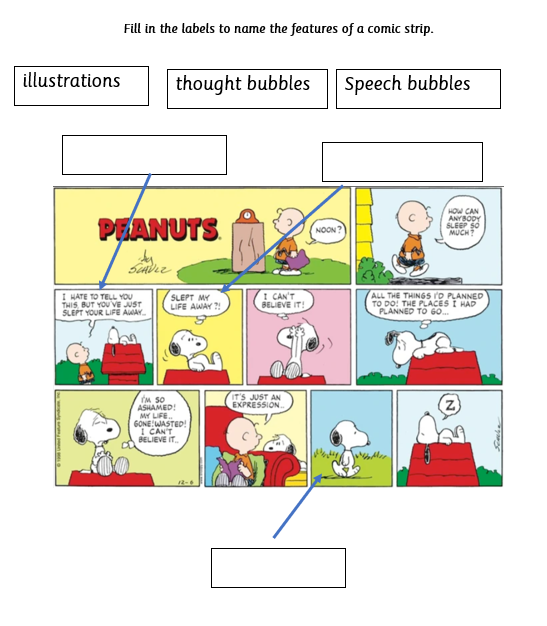 Fill in the labels to name the features of a comic strip.
illustrations
thought bubbles
Speech bubbles
PEANUTS
by
SCHULZ
NOON?
HOW CAN
ANYBODY
SLEEP SO
MUCH?
I HATE TO TELL YOU
THIS, BUT YOU'VE JUST
SLEPT YOUR LIFE AWAY..
SLEPT MY
LIFE AWAY?!
I CAN'T
BELIEVE IT!
ALL THE THINGS I'D PLANNED
TO DO! THE PLACES I HAD
PLANNED TO GO...
I'M SO
ASHAMED!
MY LIFE..
GONE! WASTED!
I CAN'T
BELIEVE IT..
12-8
IT'S JUST AN
EXPRESSION..
Z
SCHULZ